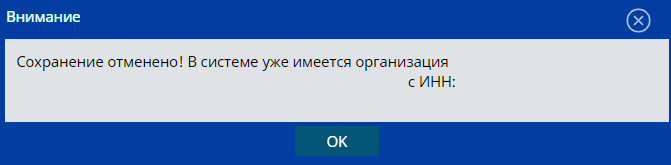 Внимание
Сохранение отменено! В системе уже имеется организация
с ИНН:
OK